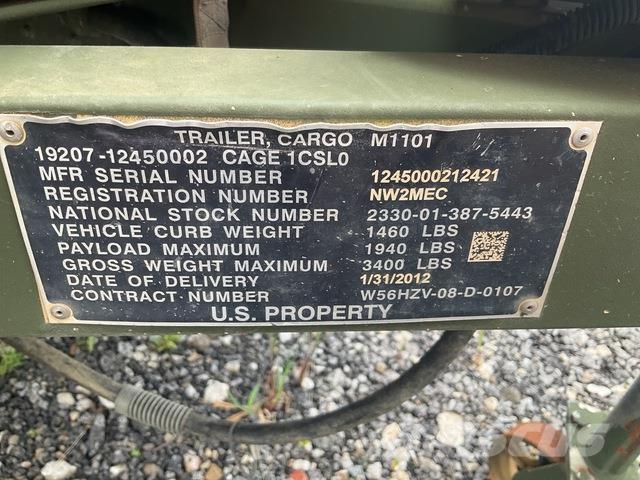 TRAILER, CARGO M1101
19207-12450002 CAGE 1CSL0
MFR SERIAL NUMBER 1245000212421
REGISTRATION NUMBER NW2MEC
NATIONAL STOCK NUMBER 2330-01-387-5443
VEHICLE CURB WEIGHT 1460 LBS
PAYLOAD MAXIMUM 1940 LBS
GROSS WEIGHT MAXIMUM 3400 LBS
DATE OF DELIVERY 1/31/2012
CONTRACT NUMBER W56HZV-08-D-0107
U.S. PROPERTY
ascus